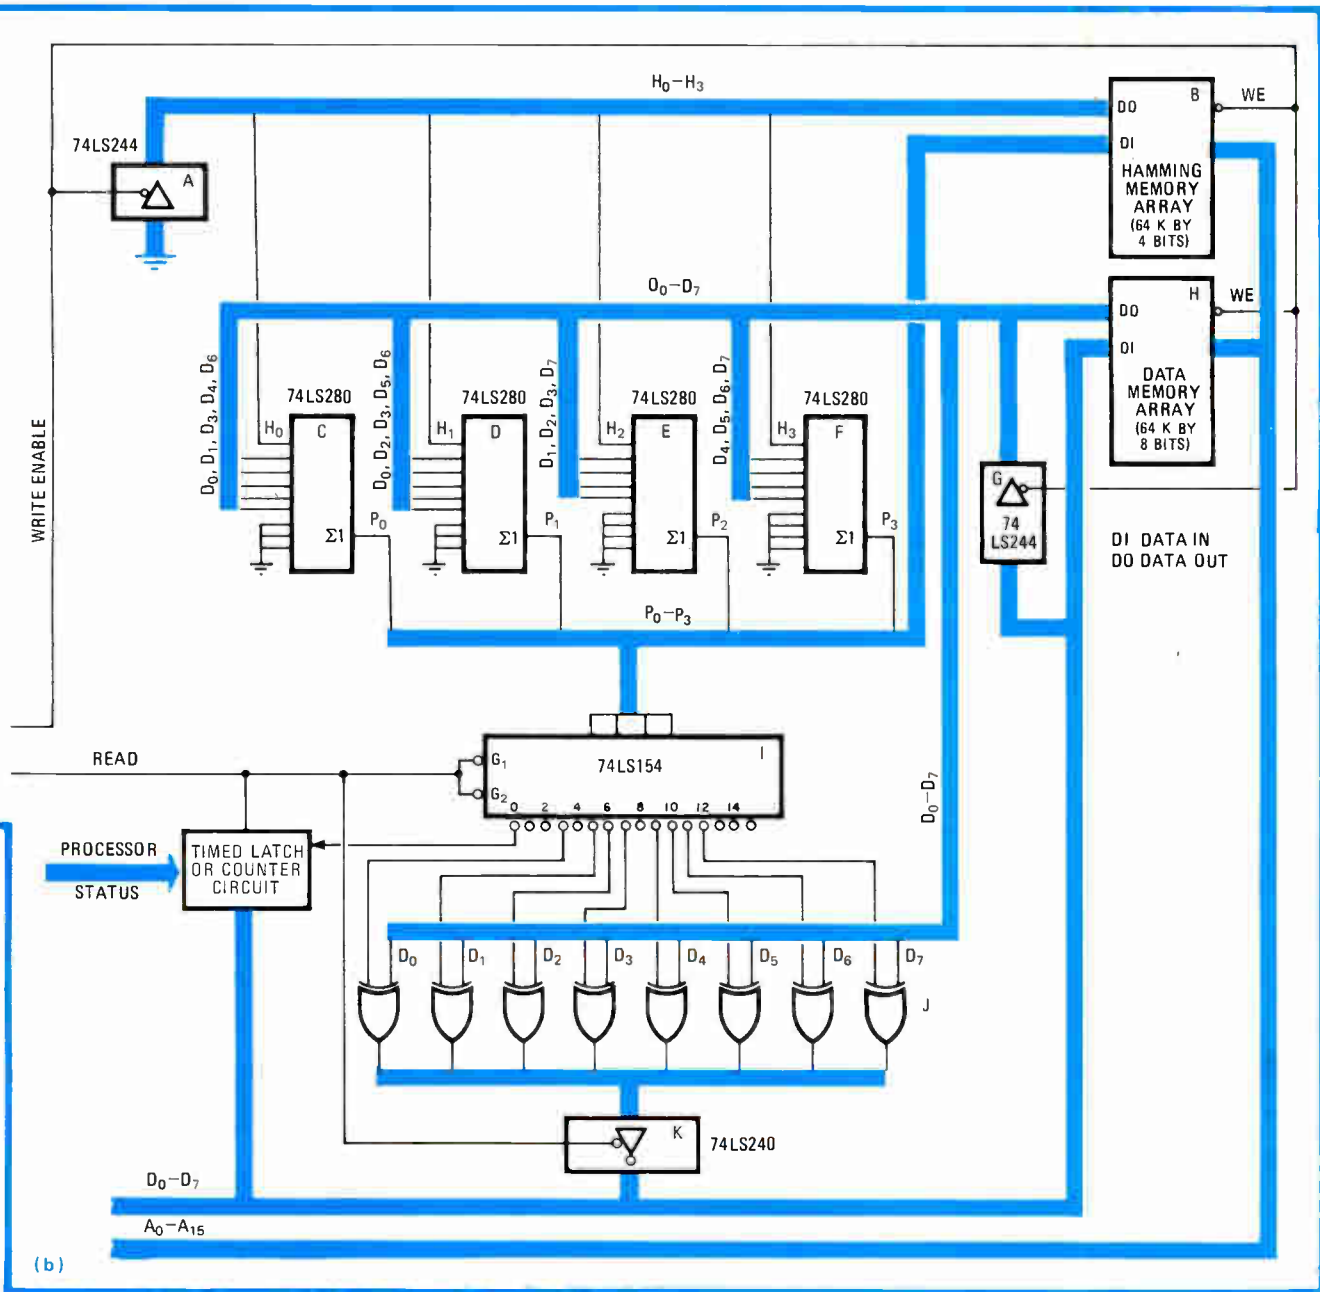 H0–H3
B
WE
DO
DI
HAMMING
MEMORY
ARRAY
(64 K BY
4 BITS)
74LS244
A
O0–D7
H
WE
DO
DI
DATA
MEMORY
ARRAY
(64 K BY
8 BITS)
WRITE ENABLE
D0, D1, D3, D4, D6
D0, D2, D3, D5, D6
D1, D2, D3, D7
D4, D5, D6, D7
74LS280
74LS280
74LS280
74LS280
H0
C
H1
D
H2
E
H3
F
Σ1
P0
Σ1
P1
Σ1
P2
Σ1
P3
G
74
LS244
DI DATA IN
DO DATA OUT
P0–P3
READ
G1
G2
74LS154
I
0 2 4 6 8 10 12 14
D0–D7
PROCESSOR
STATUS
TIMED LATCH
OR COUNTER
CIRCUIT
D0
D1
D2
D3
D4
D5
D6
D7
J
K
74LS240
D0–D7
A0–A15
(b)